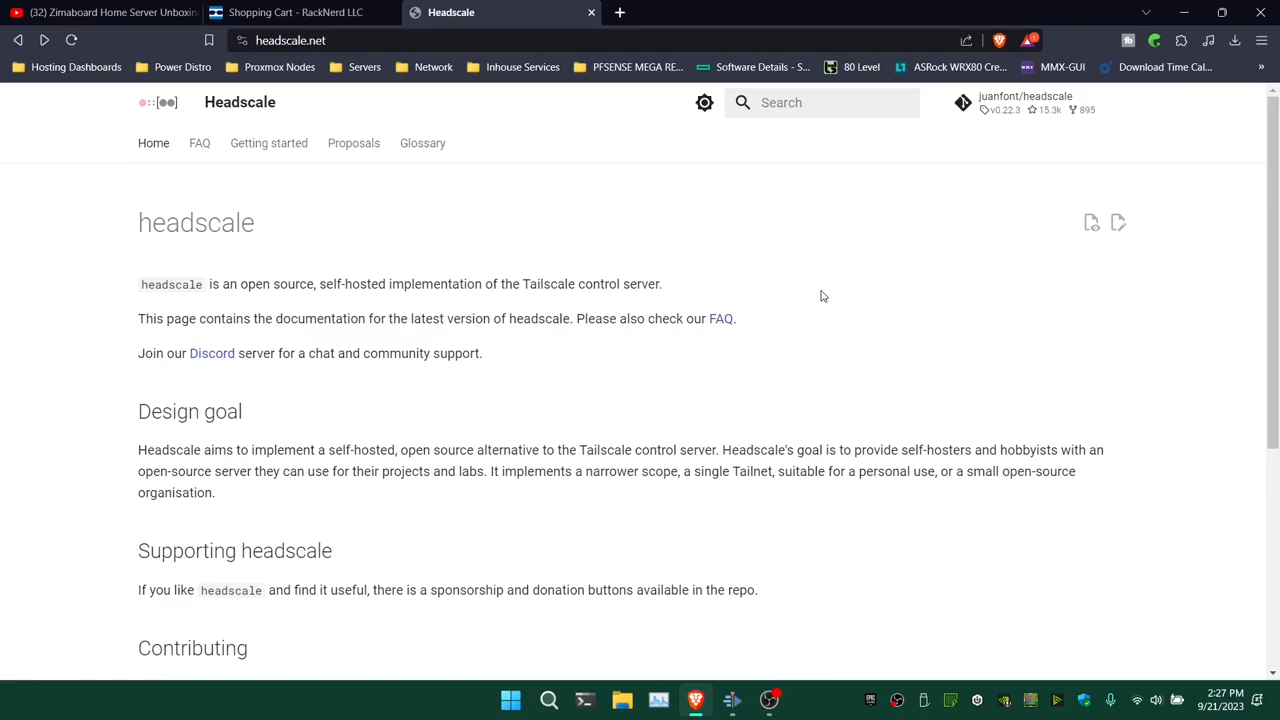 (32) Zimaboard Home Server Unboxin
Shopping Cart - RackNerd LLC
Headscale
headscale.net
1
Hosting Dashboards
Power Distro
Proxmox Nodes
Servers
Network
Inhouse Services
PFSENSE MEGA RE...
Software Details - S...
80 Level
ASRock WRX80 Cre...
MMX-GUI
Download Time Cal...
»
Headscale
Search
juanfont/headscale
v0.22.3 15.3k 895
Home
FAQ
Getting started
Proposals
Glossary
headscale
headscale is an open source, self-hosted implementation of the Tailscale control server.
This page contains the documentation for the latest version of headscale. Please also check our FAQ.
Join our Discord server for a chat and community support.
Design goal
Headscale aims to implement a self-hosted, open source alternative to the Tailscale control server. Headscale's goal is to provide self-hosters and hobbyists with an
open-source server they can use for their projects and labs. It implements a narrower scope, a single Tailnet, suitable for a personal use, or a small open-source
organisation.
Supporting headscale
If you like headscale and find it useful, there is a sponsorship and donation buttons available in the repo.
Contributing
2:27 PM
9/21/2023